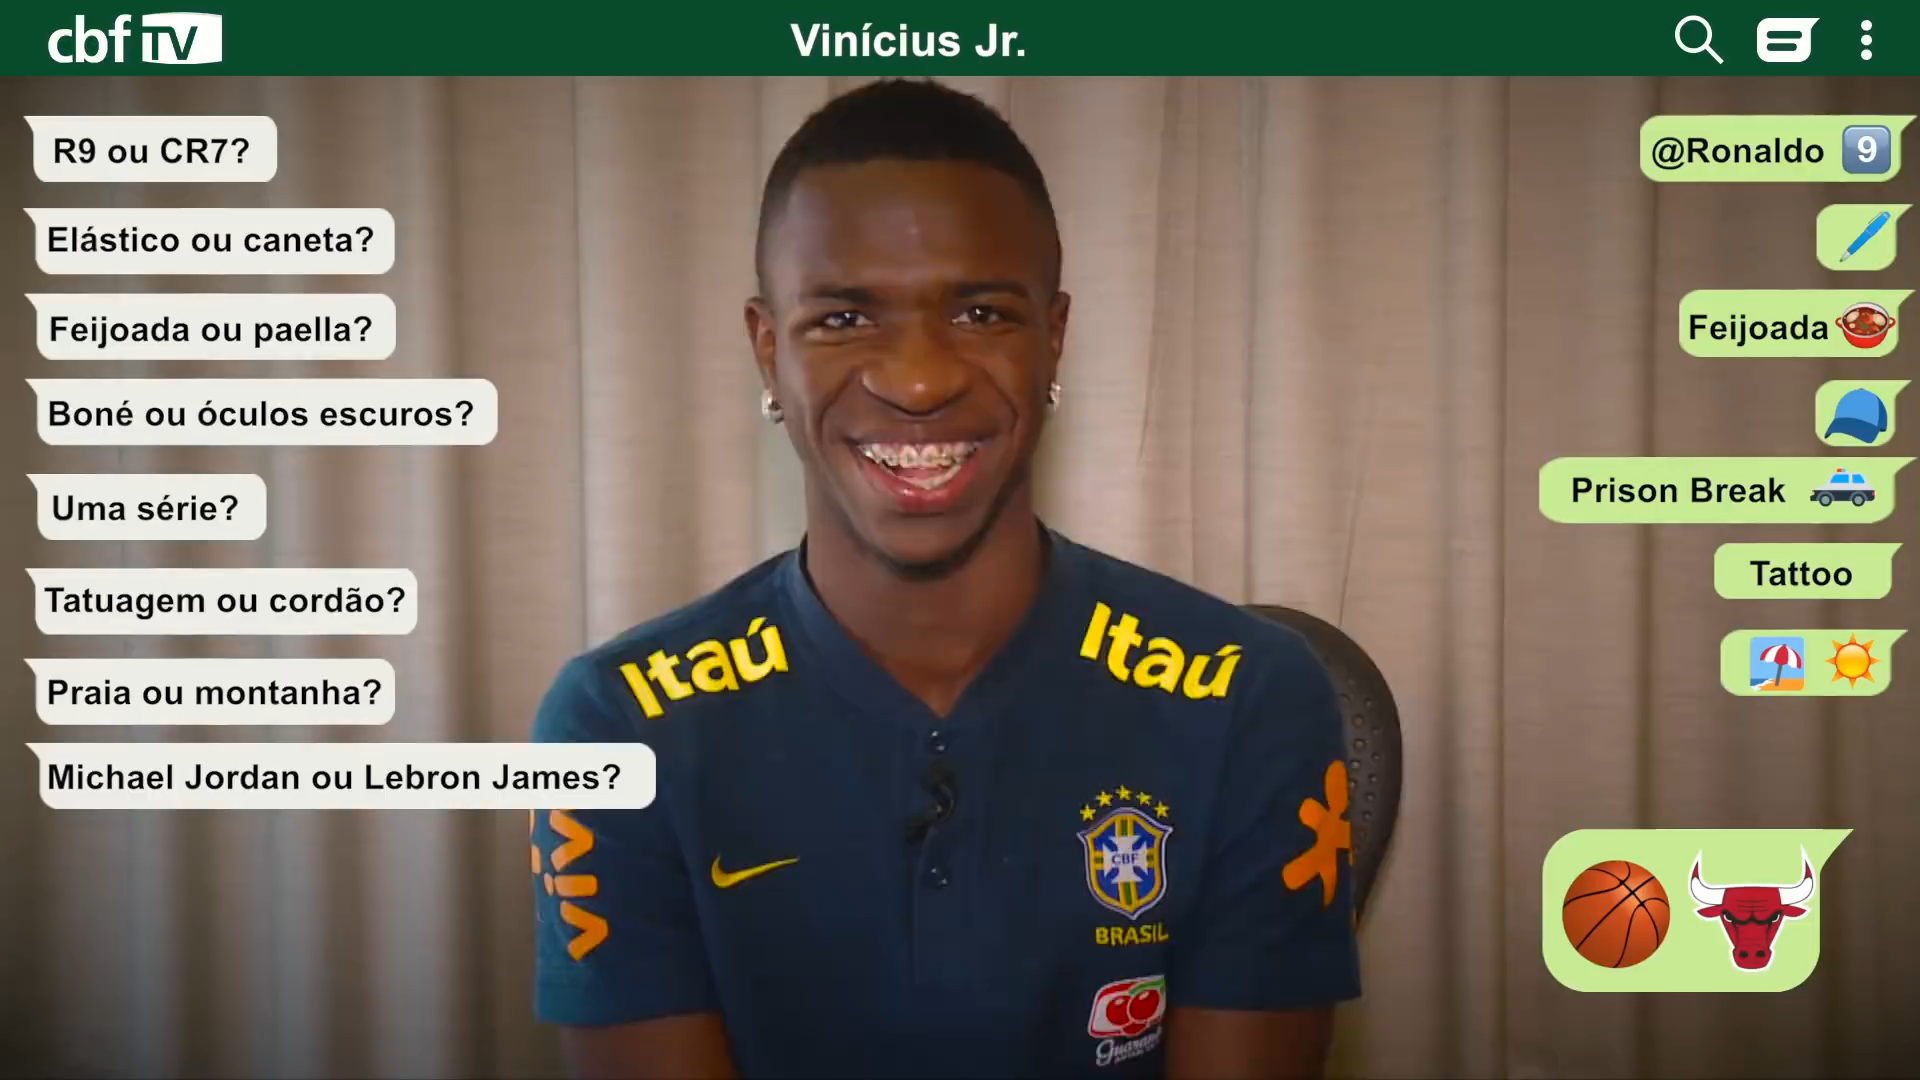 cbf TV
Vinícius Jr.
R9 ou CR7?
@Ronaldo 9
Elástico ou caneta?
Feijoada ou paella?
Feijoada
Boné ou óculos escuros?
Uma série?
Prison Break
Tatuagem ou cordão?
Tattoo
Praia ou montanha?
Michael Jordan ou Lebron James?
Itaú
Itaú
viv
CBF
BRASIL